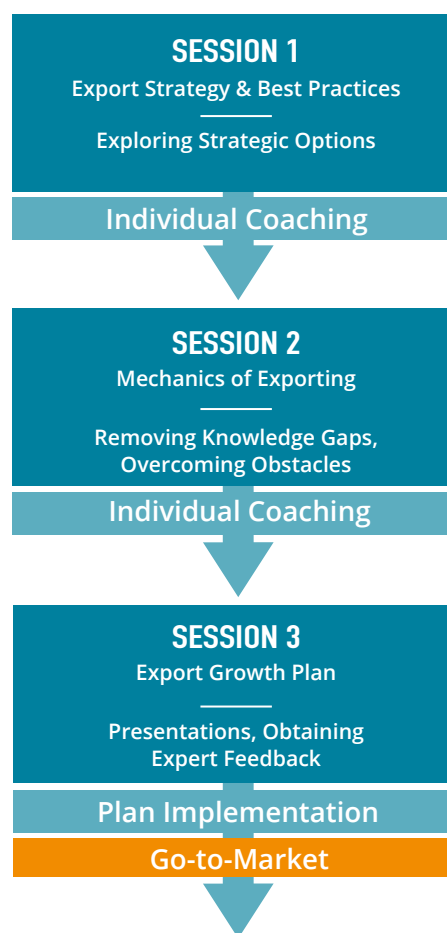 SESSION 1
Export Strategy & Best Practices
Exploring Strategic Options
Individual Coaching
SESSION 2
Mechanics of Exporting
Removing Knowledge Gaps,
Overcoming Obstacles
Individual Coaching
SESSION 3
Export Growth Plan
Presentations, Obtaining
Expert Feedback
Plan Implementation
Go-to-Market